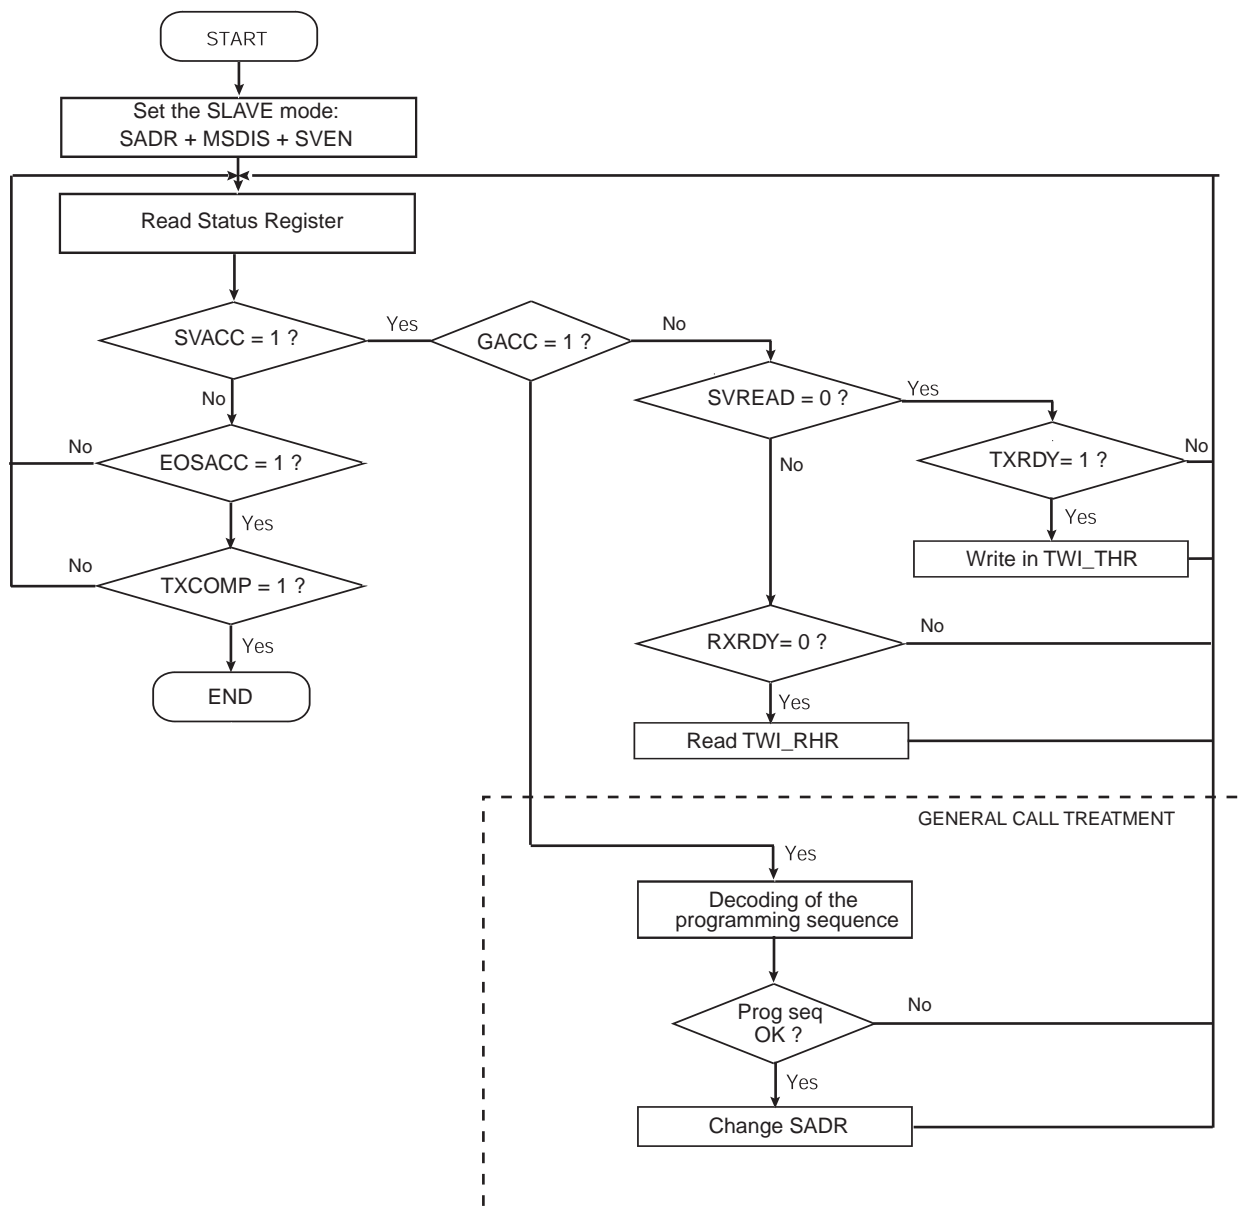 START
Set the SLAVE mode:
SADR + MSDIS + SVEN
Read Status Register
SVACC = 1 ?
Yes
GACC = 1 ?
No
No
SVREAD = 0 ?
Yes
No
EOSACC = 1 ?
No
TXRDY= 1 ?
No
Yes
Yes
Write in TWI_THR
No
TXCOMP = 1 ?
Yes
END
RXRDY= 0 ?
No
Yes
Read TWI_RHR
GENERAL CALL TREATMENT
Yes
Decoding of the
programming sequence
Prog seq
OK ?
No
Yes
Change SADR